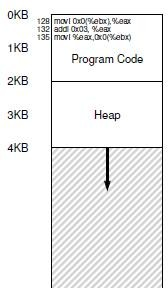 0KB
128 movl 0x0(%ebx),%eax
132 addl 0x03, %eax
135 movl %eax,0x0(%ebx)
1KB
Program Code
2KB
3KB
Heap
4KB